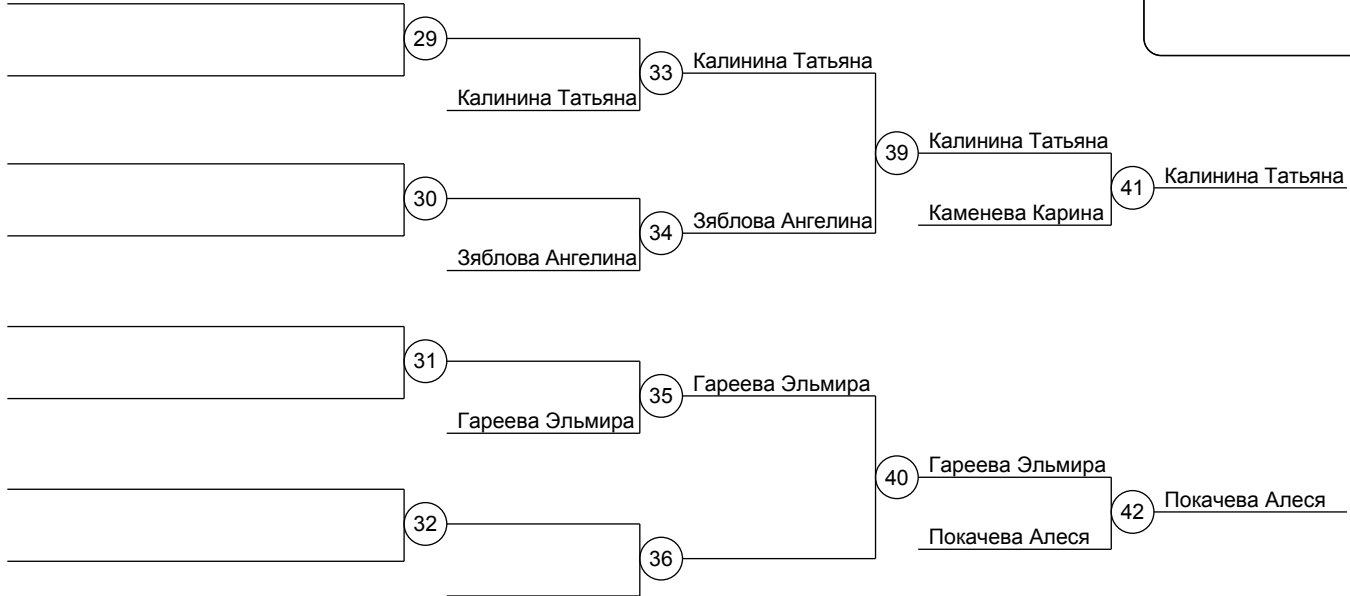 29
33 Калинина Татьяна
Калинина Татьяна
39 Калинина Татьяна
41 Калинина Татьяна
30
34 Зяблова Ангелина
Каменева Карина
Зяблова Ангелина
31
35 Гареева Эльмира
Гареева Эльмира
40 Гареева Эльмира
42 Покачева Алеся
32
Покачева Алеся
36